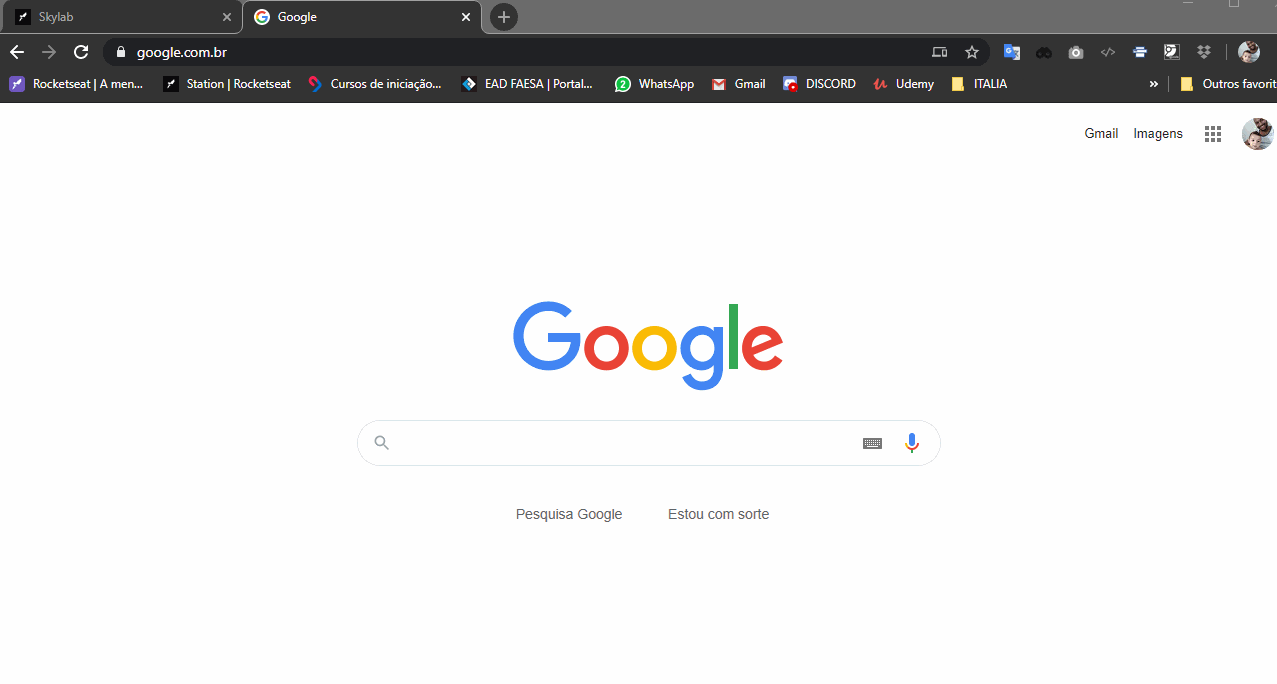 Skylab
Google
google.com.br
Rocketseat | A men...
Station | Rocketseat
Cursos de iniciação...
EAD FAESA | Portal...
2
WhatsApp
Gmail
DISCORD
Udemy
ITALIA
»
Outros favorit
Gmail
Imagens
Google
Pesquisa Google
Estou com sorte